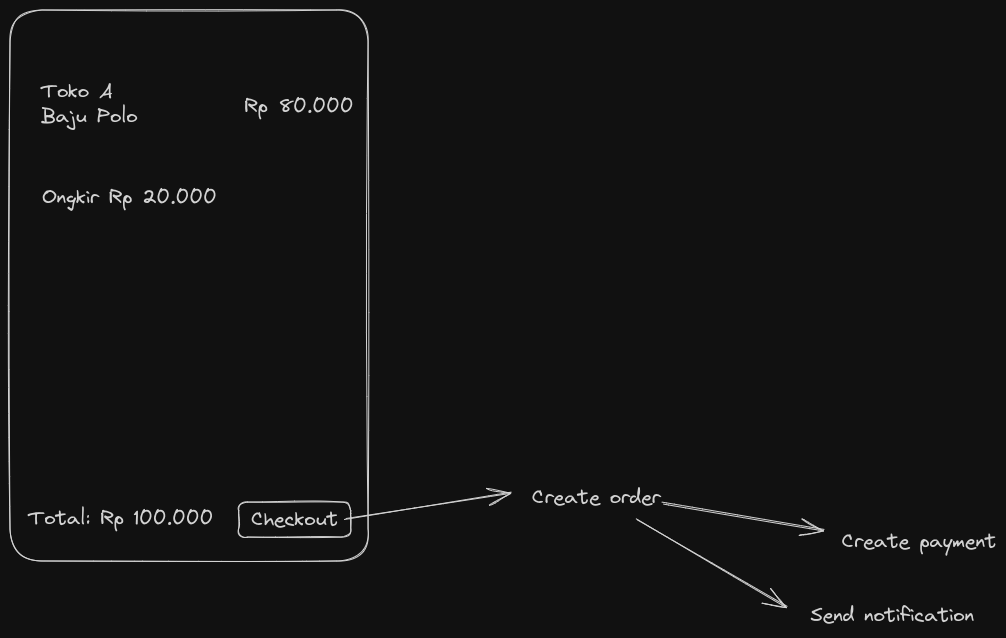 Toko A
Baju Polo
Rp 80.000
Ongkir Rp 20.000
Total: Rp 100.000
Checkout
Create order
Create payment
Send notification